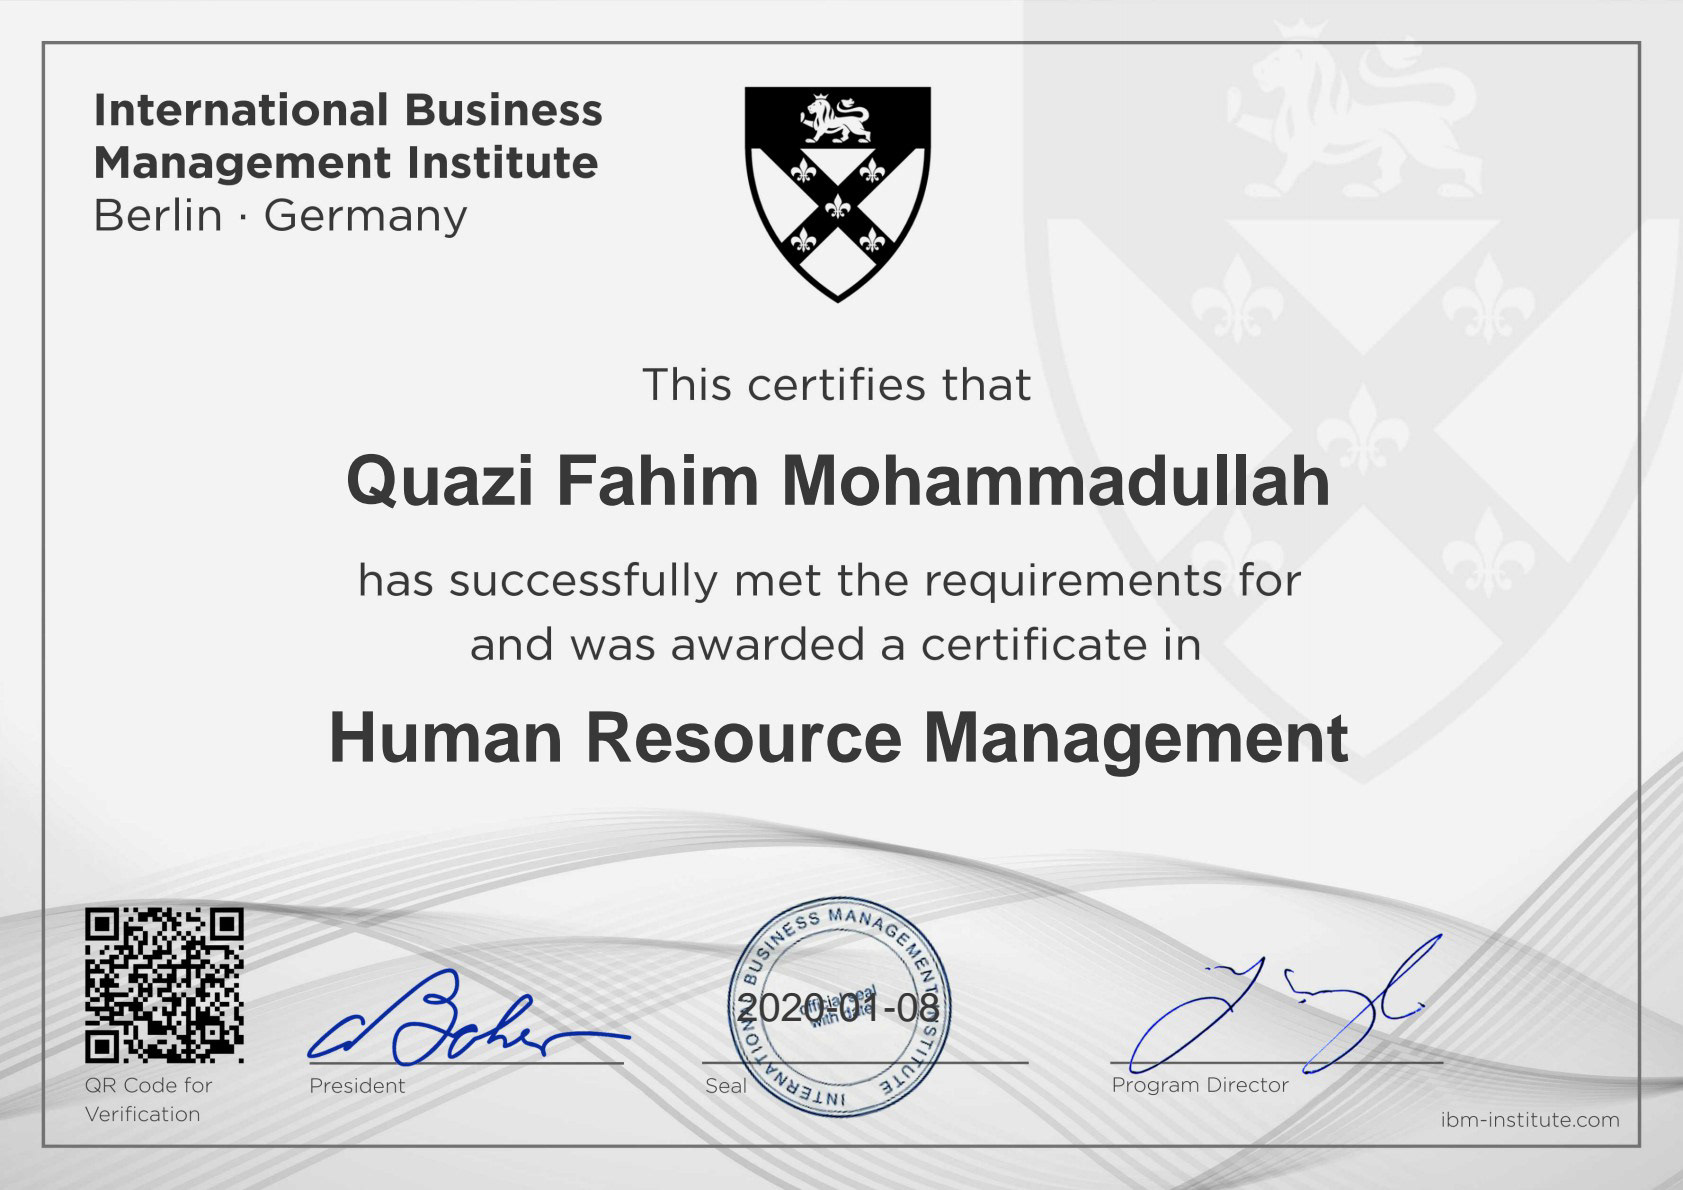 International Business
Management Institute
Berlin · Germany
This certifies that
Quazi Fahim Mohammadullah
has successfully met the requirements for
and was awarded a certificate in
Human Resource Management
INTERNATIONAL BUSINESS MANAGEMENT INSTITUTE
official seal
with date
2020-01-08
QR Code for
Verification
President
Seal
Program Director
ibm-institute.com